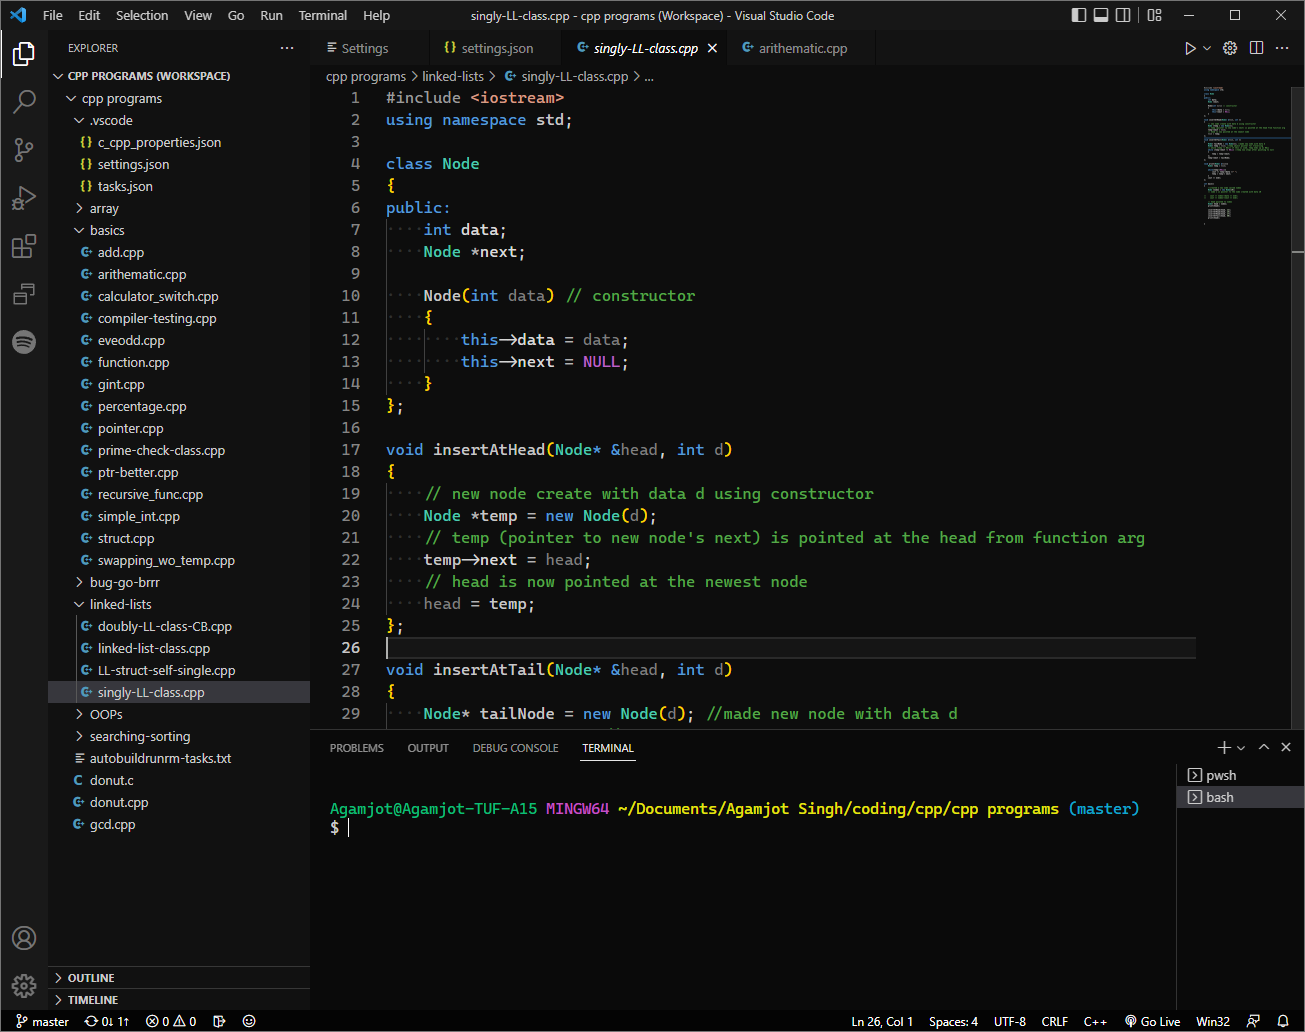 File Edit Selection View Go Run Terminal Help
singly-LL-class.cpp - cpp programs (Workspace) - Visual Studio Code
EXPLORER
CPP PROGRAMS (WORKSPACE)
cpp programs
.vscode
{} c_cpp_properties.json
{} settings.json
{} tasks.json
array
basics
add.cpp
arithematic.cpp
calculator_switch.cpp
compiler-testing.cpp
eveodd.cpp
function.cpp
gint.cpp
percentage.cpp
pointer.cpp
prime-check-class.cpp
ptr-better.cpp
recursive_func.cpp
simple_int.cpp
struct.cpp
swapping_wo_temp.cpp
bug-go-brrr
linked-lists
doubly-LL-class-CB.cpp
linked-list-class.cpp
LL-struct-self-single.cpp
singly-LL-class.cpp
OOPs
searching-sorting
autobuildrunrm-tasks.txt
donut.c
donut.cpp
gcd.cpp
OUTLINE
TIMELINE
Settings {} settings.json singly-LL-class.cpp arithematic.cpp
cpp programs > linked-lists > singly-LL-class.cpp > ...
1 #include <iostream>
2 using namespace std;
3
4 class Node
5 {
6 public:
7 int data;
8 Node *next;
9
10 Node(int data) // constructor
11 {
12 this->data = data;
13 this->next = NULL;
14 }
15 };
16
17 void insertAtHead(Node* &head, int d)
18 {
19 // new node create with data d using constructor
20 Node *temp = new Node(d);
21 // temp (pointer to new node's next) is pointed at the head from function arg
22 temp->next = head;
23 // head is now pointed at the newest node
24 head = temp;
25 };
26
27 void insertAtTail(Node* &head, int d)
28 {
29 Node* tailNode = new Node(d); //made new node with data d
PROBLEMS OUTPUT DEBUG CONSOLE TERMINAL
Agamjot@Agamjot-TUF-A15 MINGW64 ~/Documents/Agamjot Singh/coding/cpp/cpp programs (master)
$
pwsh
bash
master 0↓ 1↑ 0 0 Ln 26, Col 1 Spaces: 4 UTF-8 CRLF C++ Go Live Win32